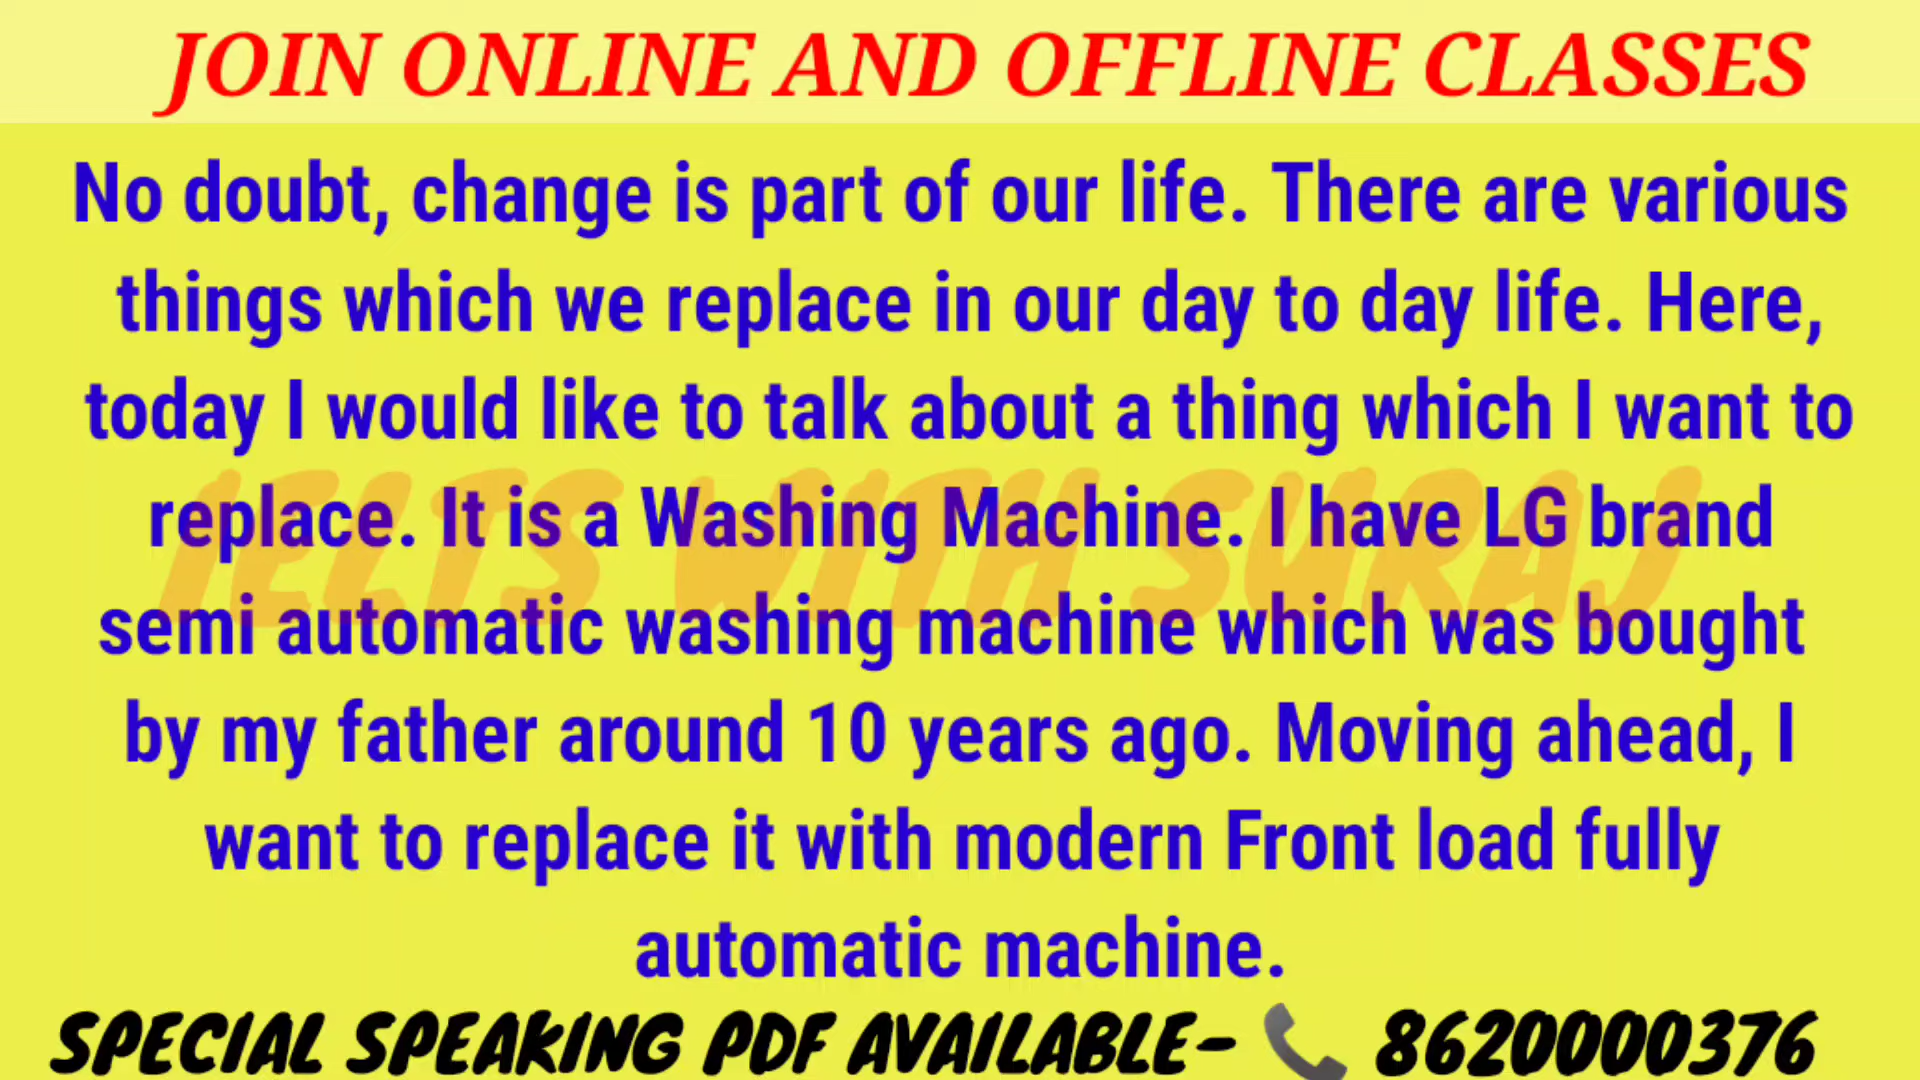 JOIN ONLINE AND OFFLINE CLASSES
No doubt, change is part of our life. There are various
things which we replace in our day to day life. Here,
today I would like to talk about a thing which I want to
replace. It is a Washing Machine. I have LG brand
IELTS WITH SURAJ
semi automatic washing machine which was bought
by my father around 10 years ago. Moving ahead, I
want to replace it with modern Front load fully
automatic machine.
SPECIAL SPEAKING PDF AVAILABLE- 📞 8620000376